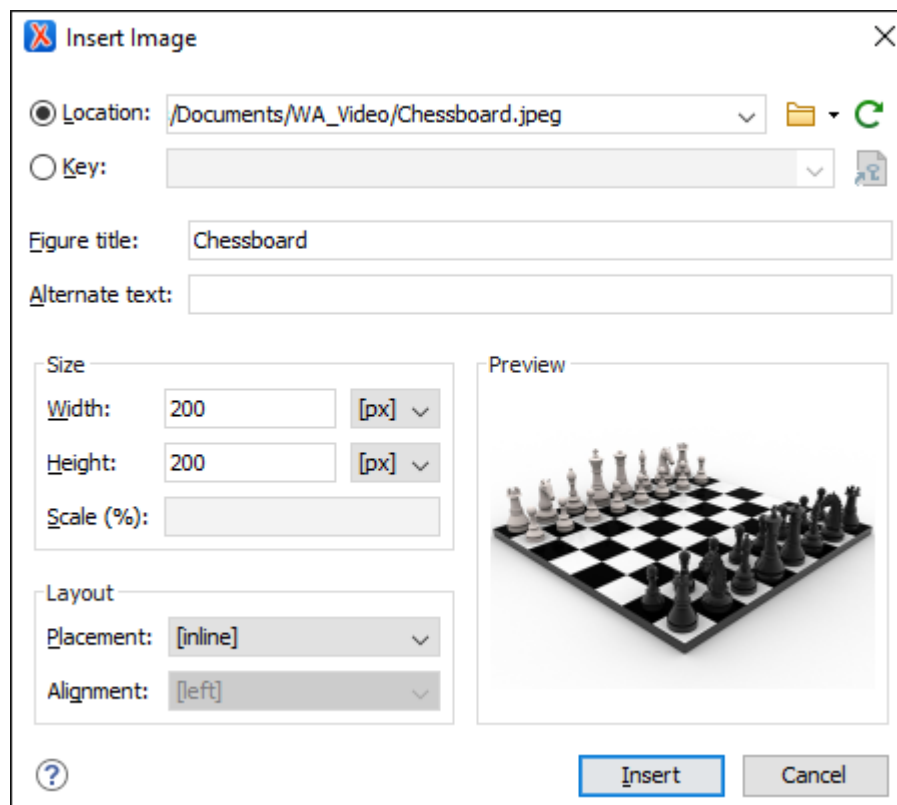 Insert Image
Location: /Documents/WA_Video/Chessboard.jpeg
Key:
Figure title: Chessboard
Alternate text:
Size
Width: 200 [px]
Height: 200 [px]
Scale (%):
Layout
Placement: [inline]
Alignment: [left]
Preview
Insert Cancel